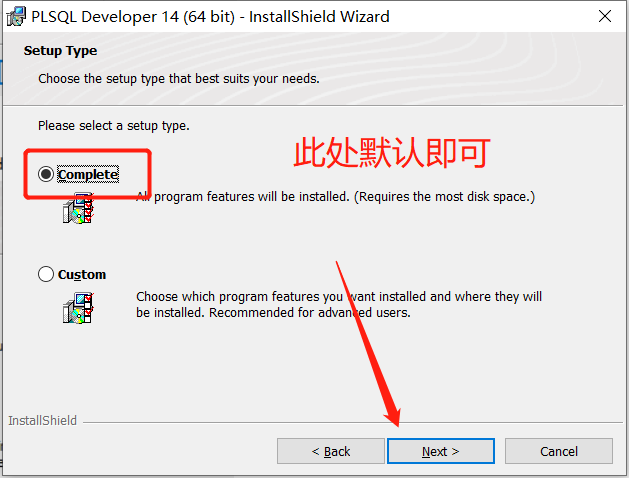 PLSQL Developer 14 (64 bit) - InstallShield Wizard
Setup Type
Choose the setup type that best suits your needs.
Please select a setup type.
此处默认即可
Complete
All program features will be installed. (Requires the most disk space.)
Custom
Choose which program features you want installed and where they will
be installed. Recommended for advanced users.
InstallShield
< Back
Next >
Cancel